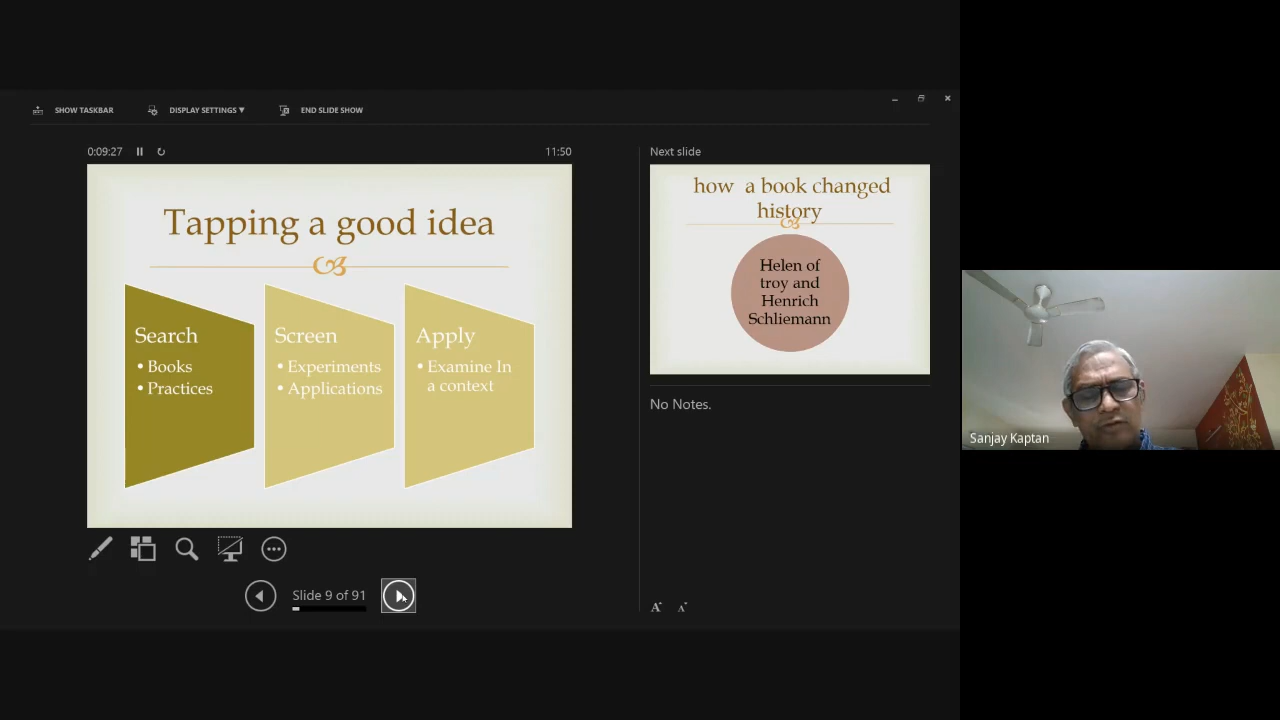 SHOW TASKBAR
DISPLAY SETTINGS ▼
END SLIDE SHOW
0:09:27
11:50
Tapping a good idea
Search
• Books
• Practices
Screen
• Experiments
• Applications
Apply
• Examine In
a context
Slide 9 of 91
Next slide
how a book changed
history
Helen of
troy and
Henrich
Schliemann
No Notes.
A
A
Sanjay Kaptan